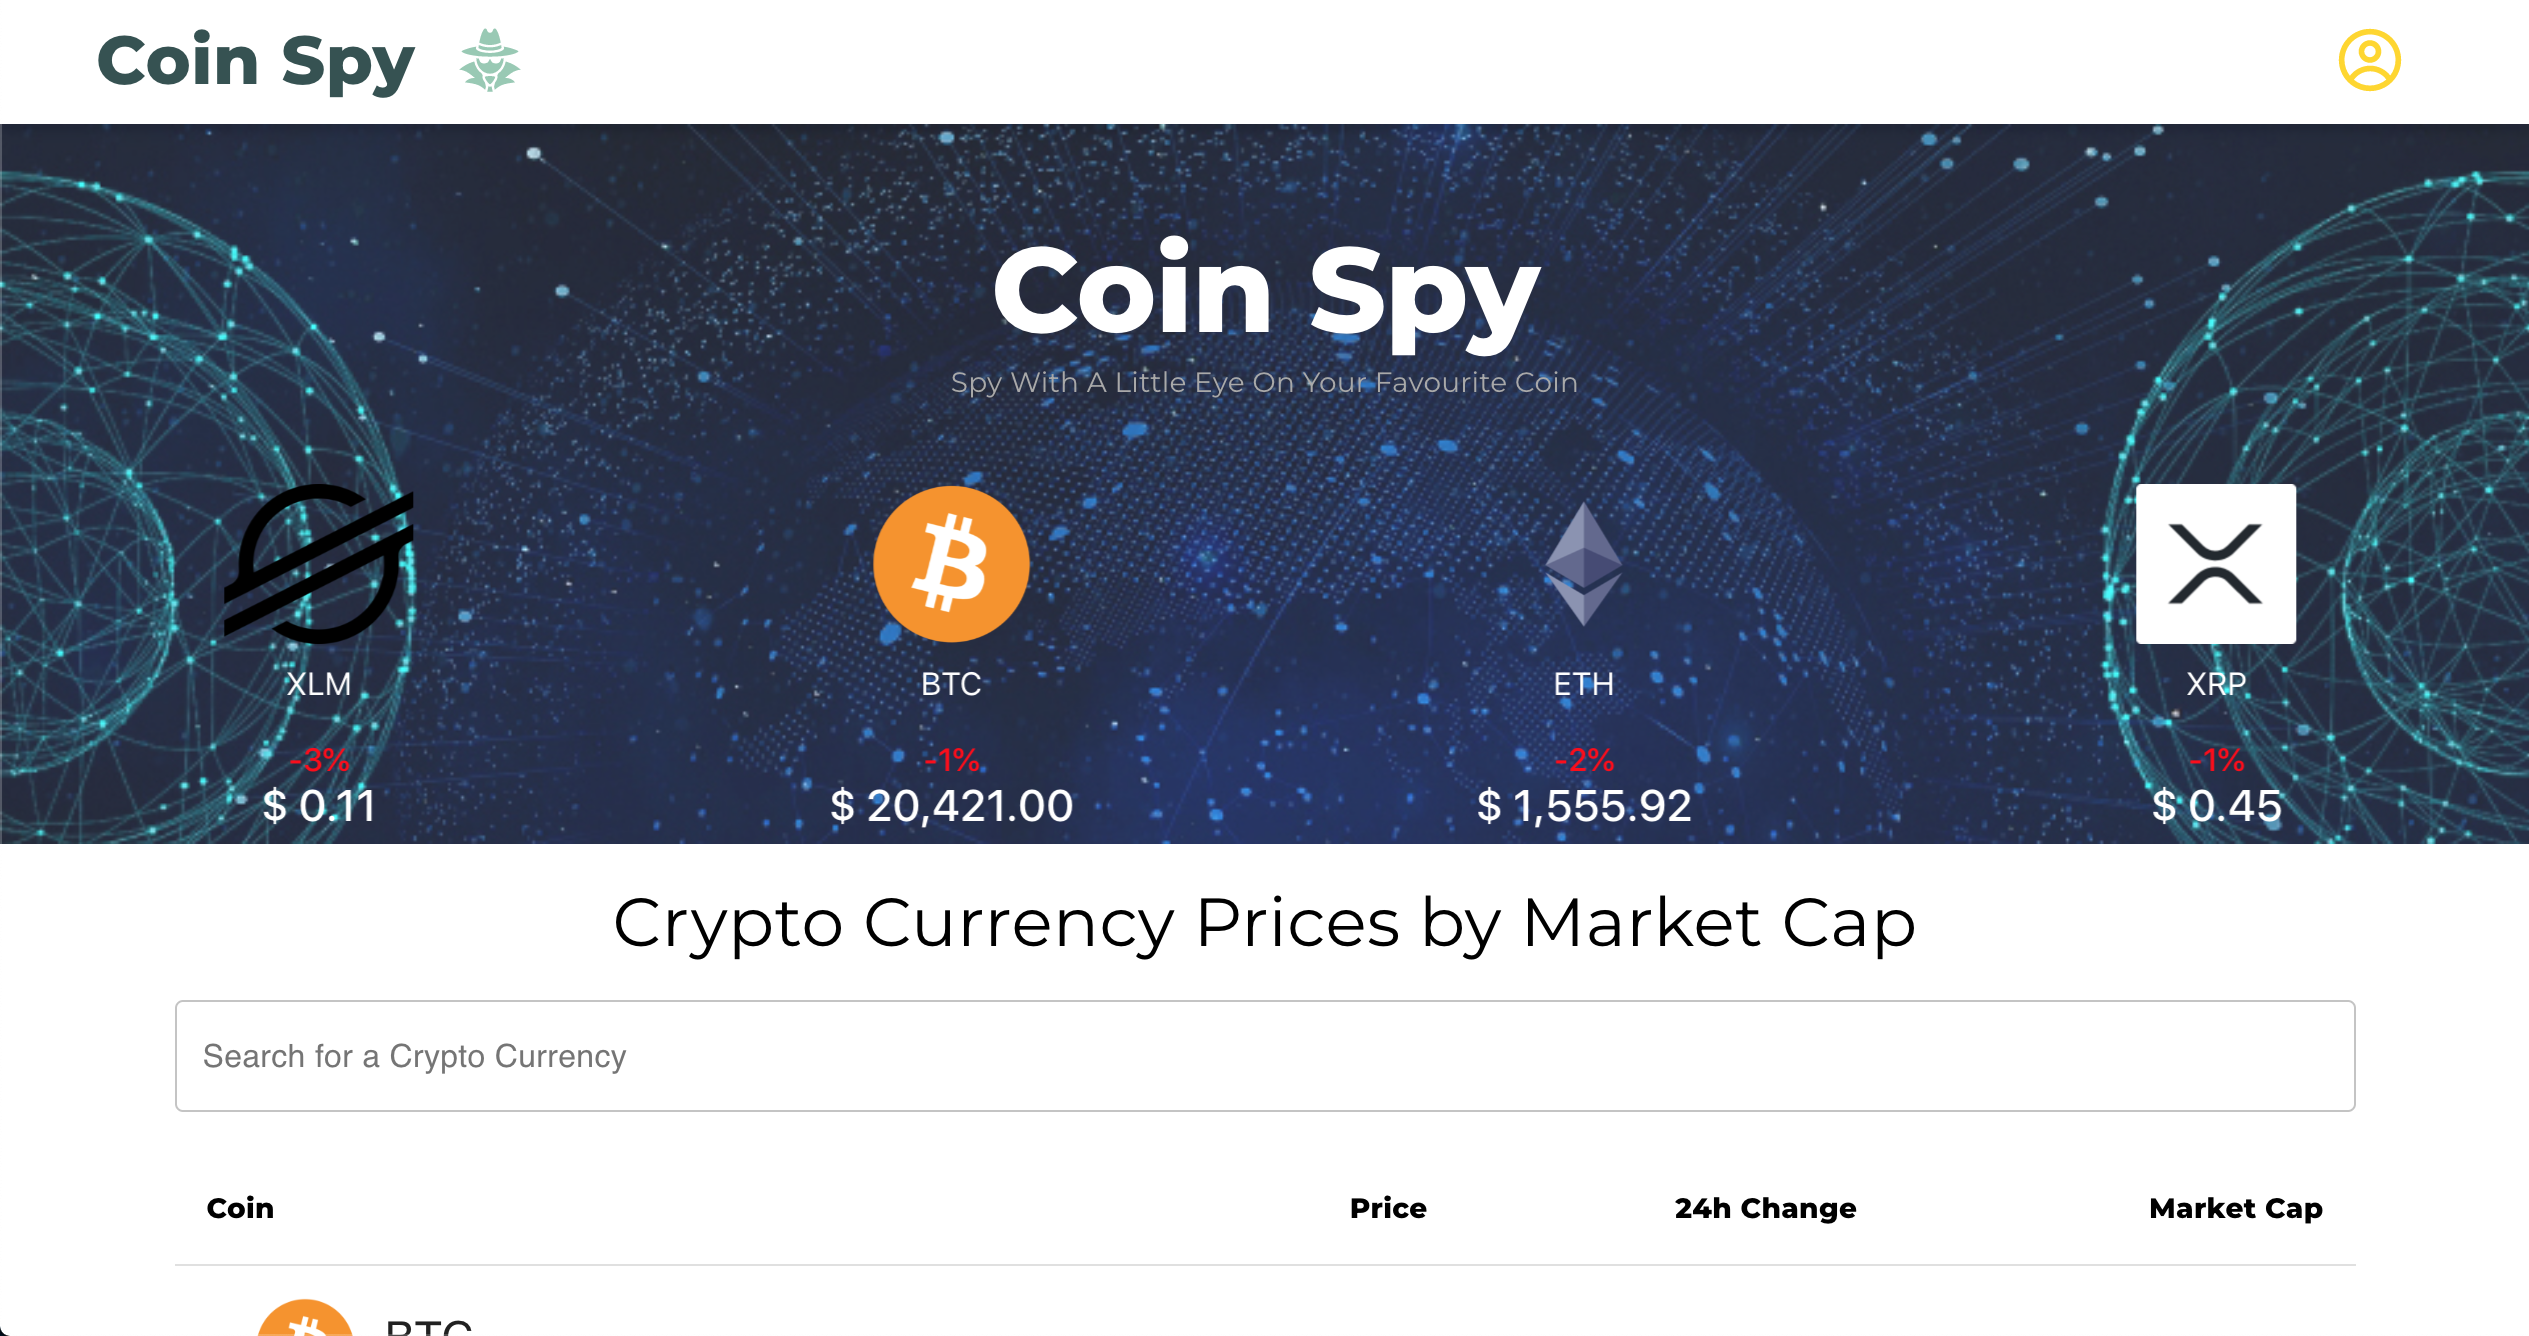 Coin Spy
Coin Spy
Spy With A Little Eye On Your Favourite Coin
XLM
-3%
$ 0.11
BTC
-1%
$ 20,421.00
ETH
-2%
$ 1,555.92
XRP
-1%
$ 0.45
Crypto Currency Prices by Market Cap
Search for a Crypto Currency
Coin Price 24h Change Market Cap
BTC